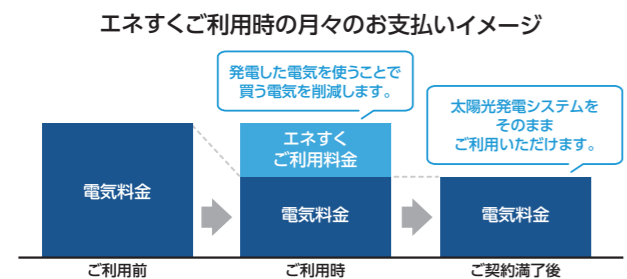 エネすくご利用時の月々のお支払いイメージ
発電した電気を使うことで
買う電気を削減します。
太陽光発電システムを
そのまま
ご利用いただけます。
エネすく
ご利用料金
電気料金
電気料金
電気料金
ご利用前
ご利用時
ご契約満了後